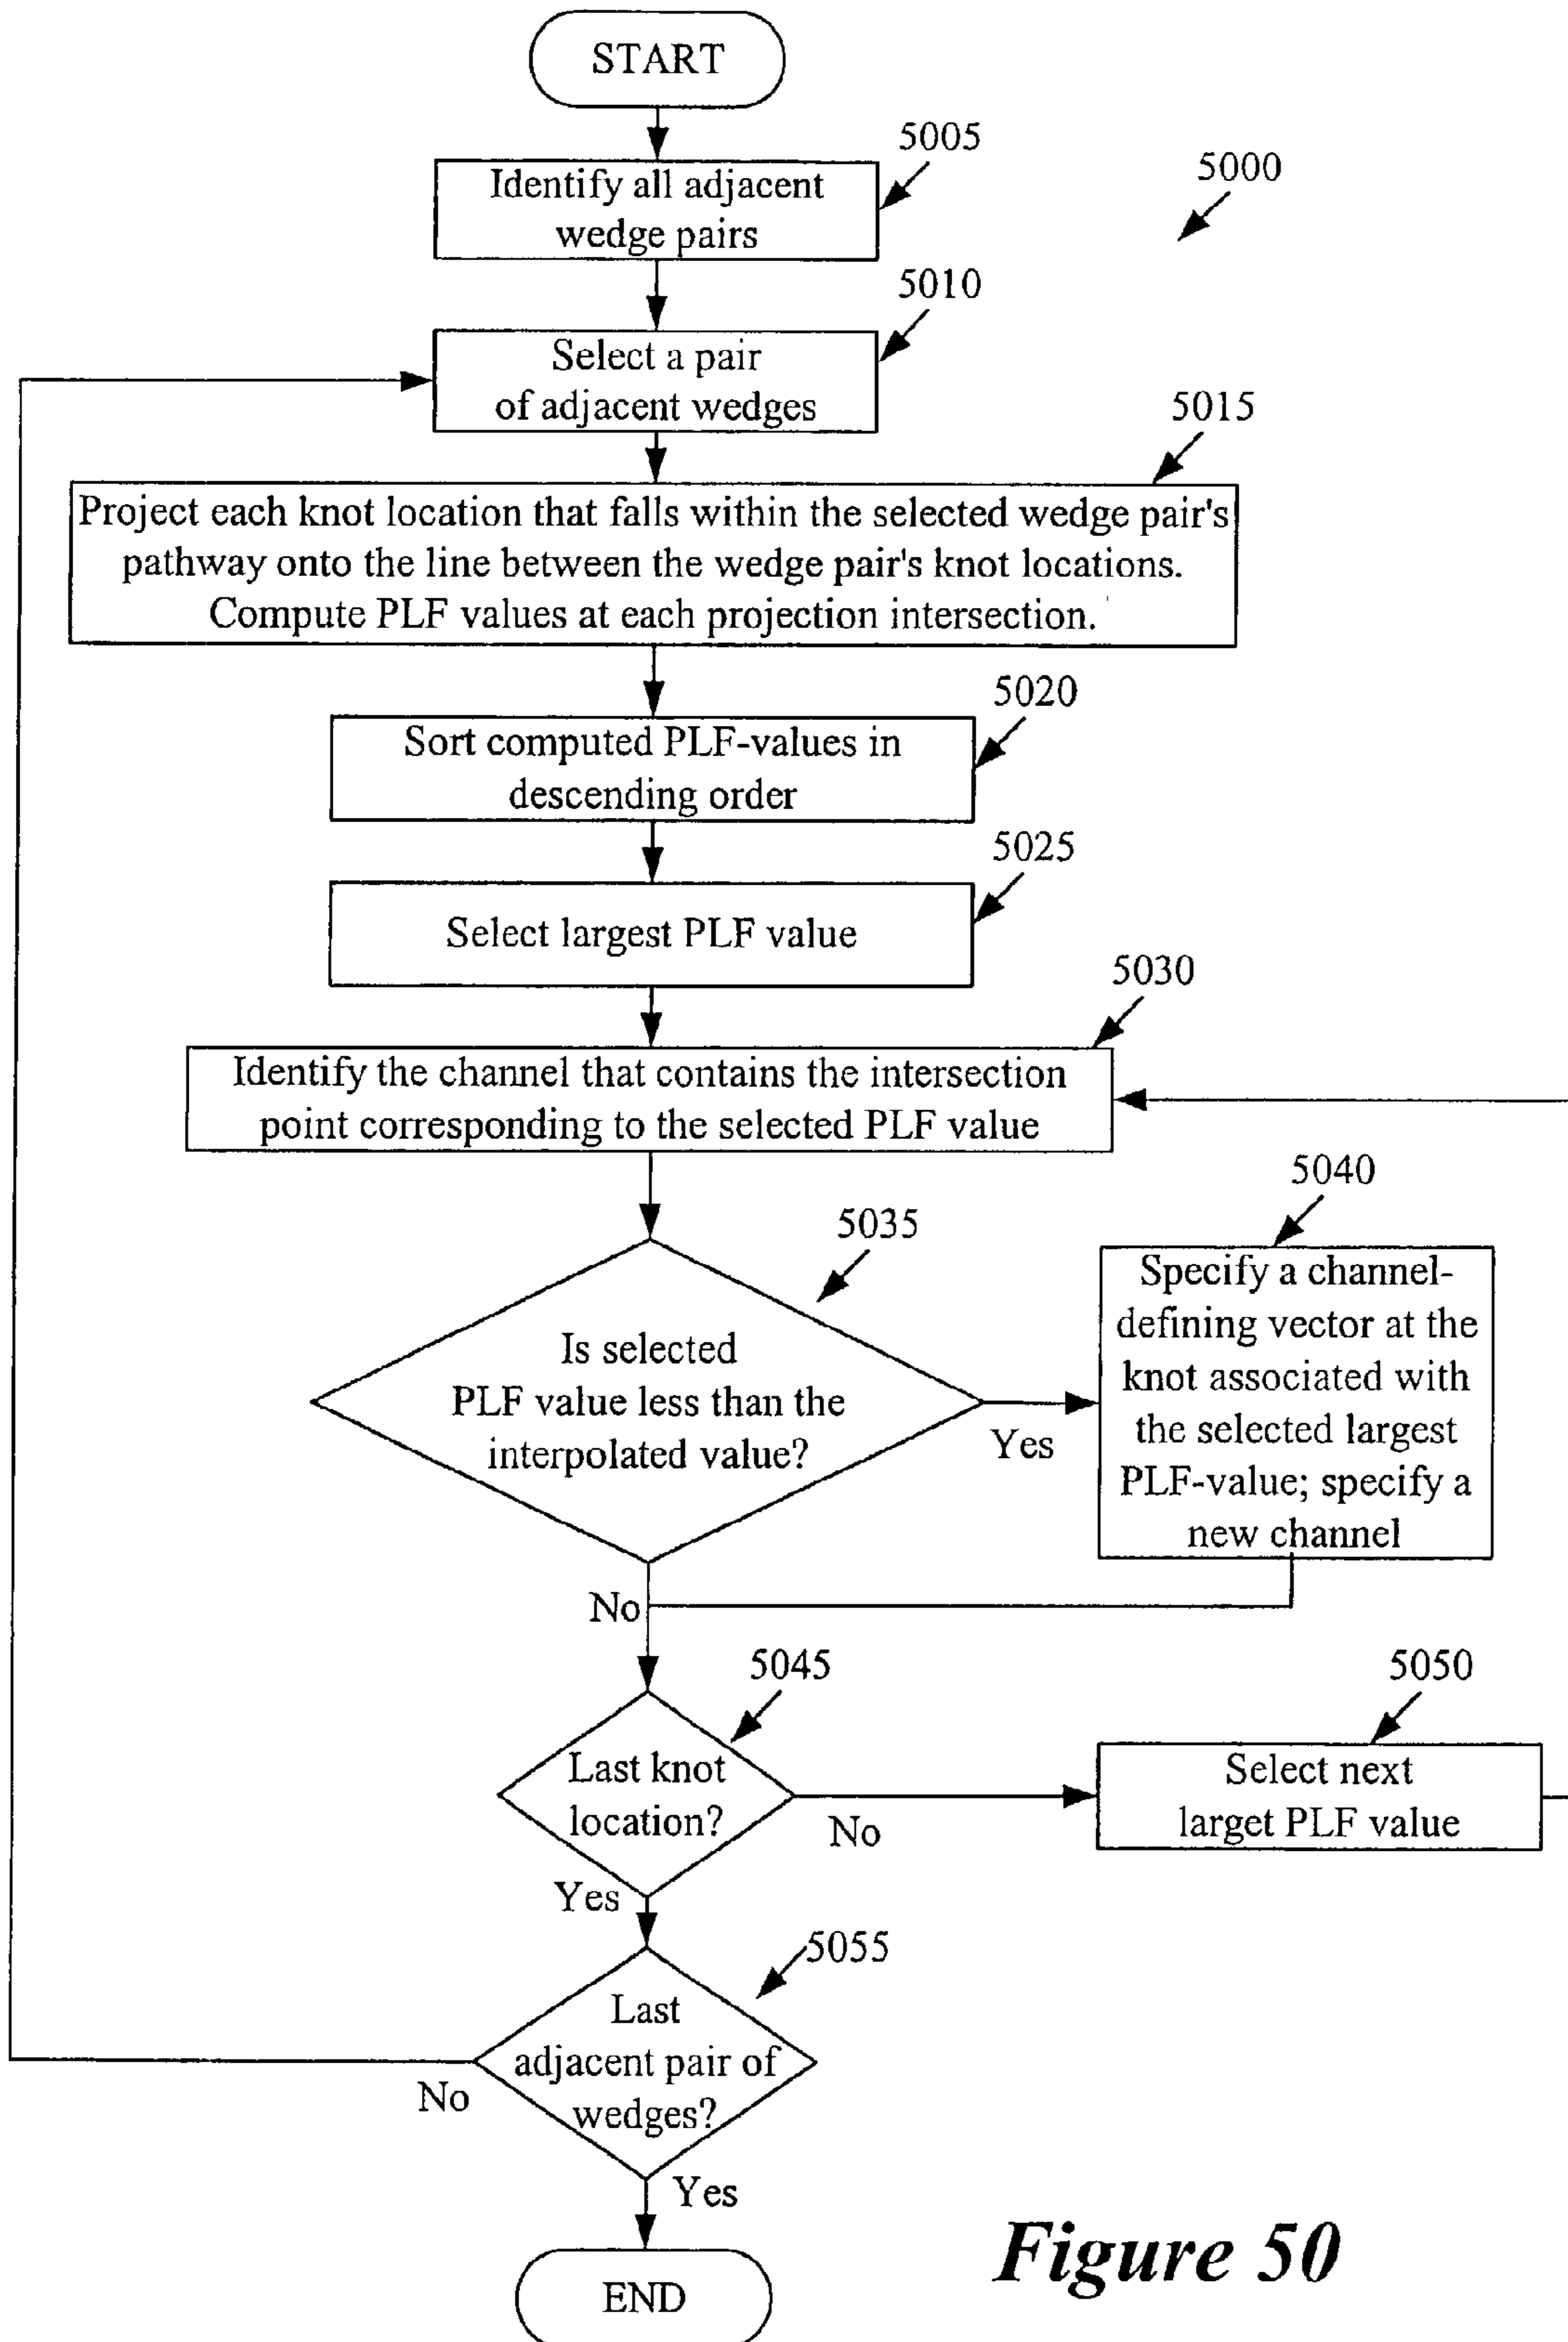 START
5005
5000
Identify all adjacent
wedge pairs
5010
Select a pair
of adjacent wedges
5015
Project each knot location that falls within the selected wedge pair's
pathway onto the line between the wedge pair's knot locations.
Compute PLF values at each projection intersection.
5020
Sort computed PLF-values in
descending order
5025
Select largest PLF value
5030
Identify the channel that contains the intersection
point corresponding to the selected PLF value
5035
Is selected
PLF value less than the
interpolated value?
Yes
5040
Specify a channel-
defining vector at the
knot associated with
the selected largest
PLF-value; specify a
new channel
No
5045
Last knot
location?
No
5050
Select next
larget PLF value
Yes
5055
Last
adjacent pair of
wedges?
No
Yes
END
Figure 50